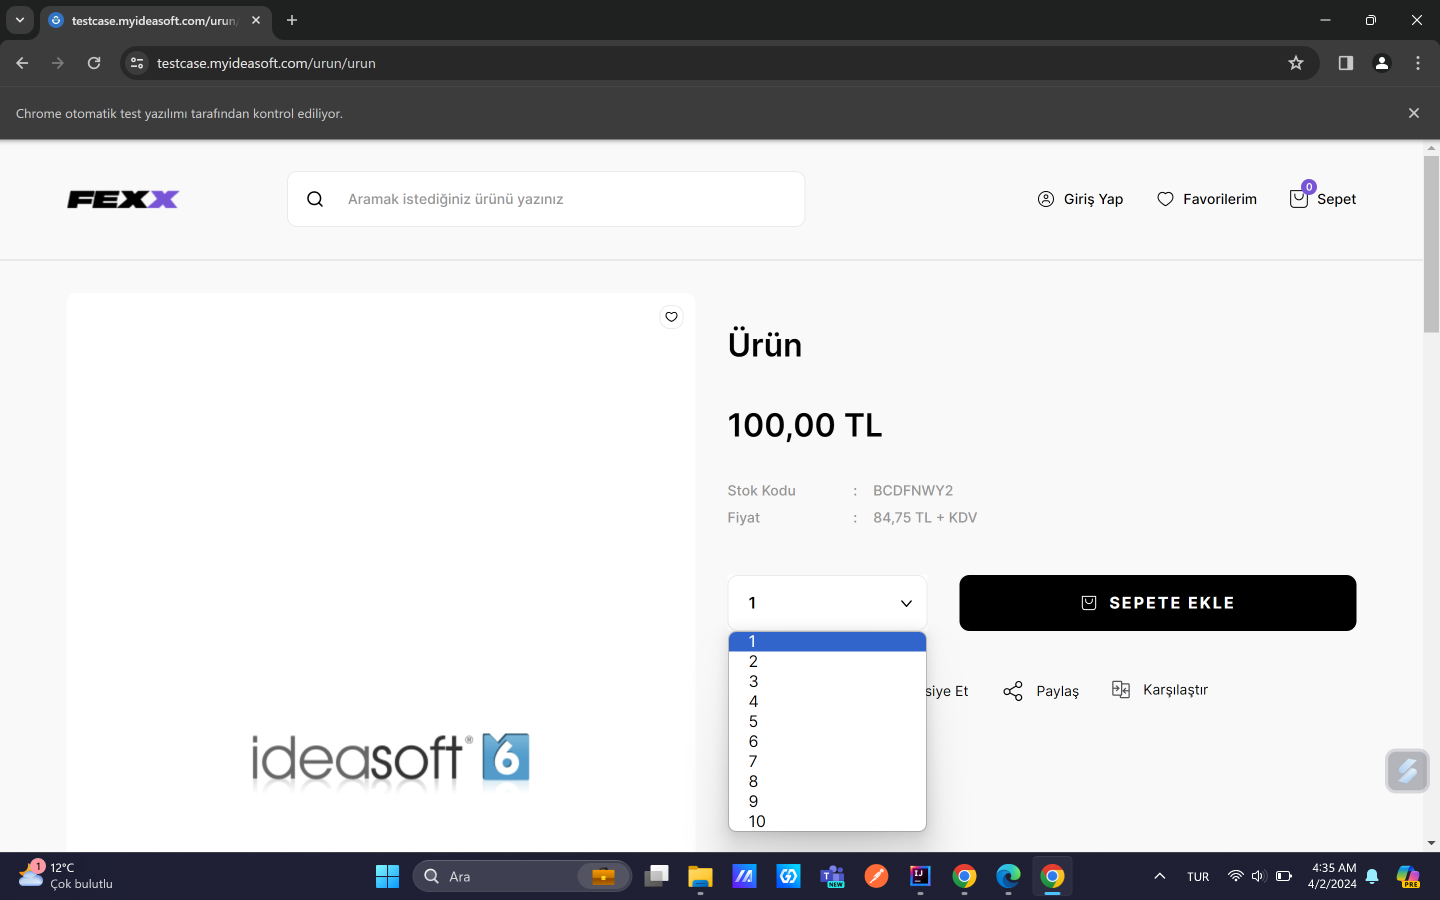 testcase.myideasoft.com/urun
testcase.myideasoft.com/urun/urun
Chrome otomatik test yazılımı tarafından kontrol ediliyor.
FEXX
Aramak istediğiniz ürünü yazınız
Giriş Yap
Favorilerim
0
Sepet
Ürün
100,00 TL
Stok Kodu : BCDFNWY2
Fiyat : 84,75 TL + KDV
1
SEPETE EKLE
1
2
3
4
5
6
7
8
9
10
siye Et
Paylaş
Karşılaştır
ideasoft® 6
1
12°C
Çok bulutlu
Ara
NEW
TUR
4:35 AM
4/2/2024
PRE